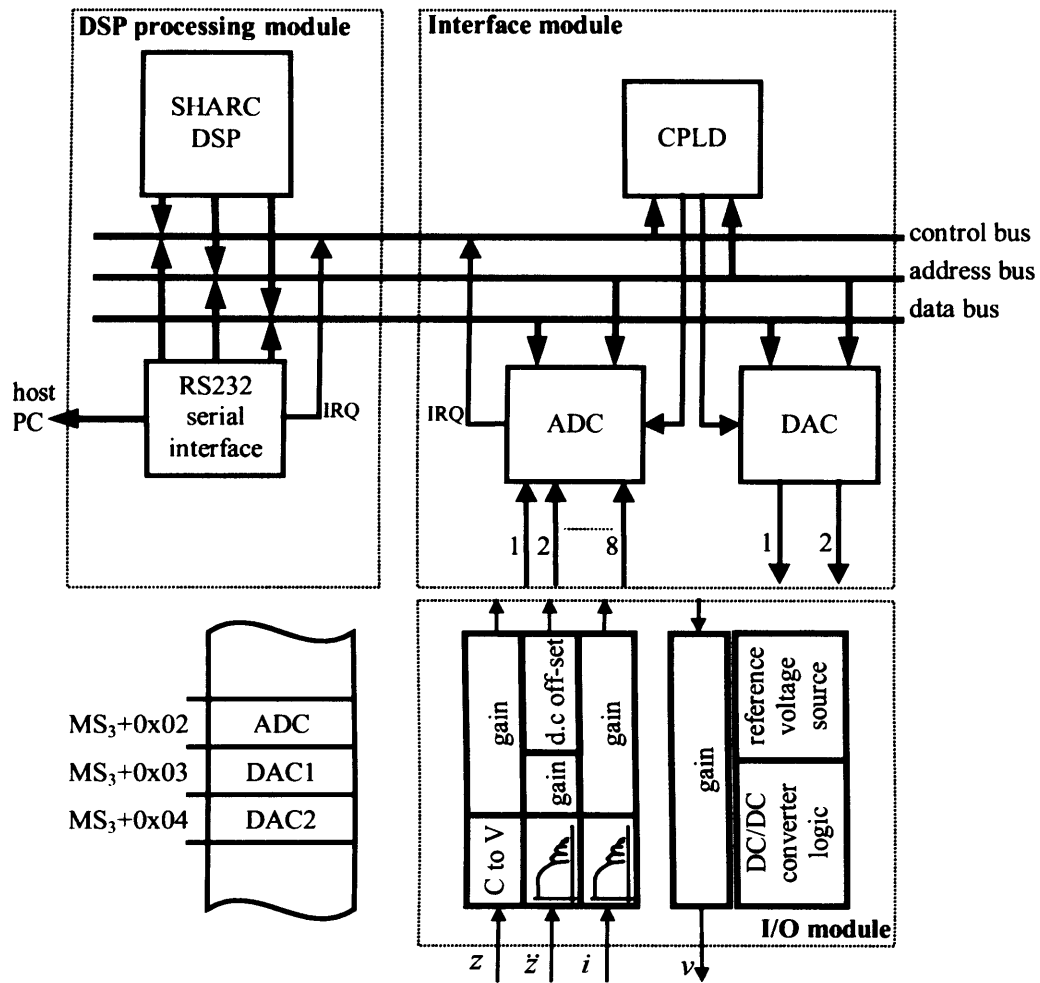 DSP processing module
SHARC
DSP
host
PC
RS232
serial
interface
IRQ
Interface module
CPLD
control bus
address bus
data bus
IRQ
ADC
DAC
1
2
8
1
2
MS₃+0x02
ADC
MS₃+0x03
DAC1
MS₃+0x04
DAC2
gain
C to V
d.c off-set
gain
gain
gain
reference
voltage
source
DC/DC
converter
logic
I/O module
z
z̈
i
v